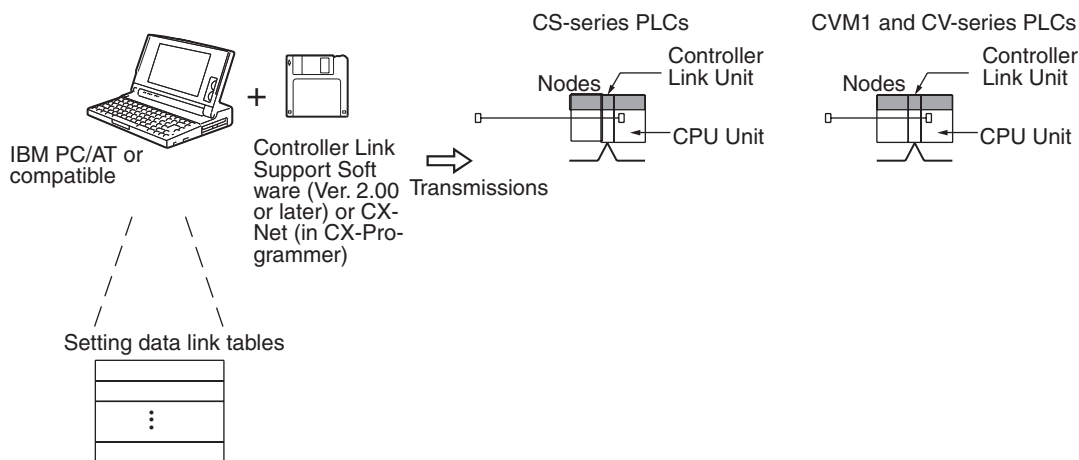 CS-series PLCs
CVM1 and CV-series PLCs
Controller
Link Unit
Nodes
CPU Unit
Controller
Link Unit
Nodes
CPU Unit
+
IBM PC/AT or
compatible
Controller Link
Support Soft
ware (Ver. 2.00
or later) or CX-
Net (in CX-Pro-
grammer)
Transmissions
Setting data link tables